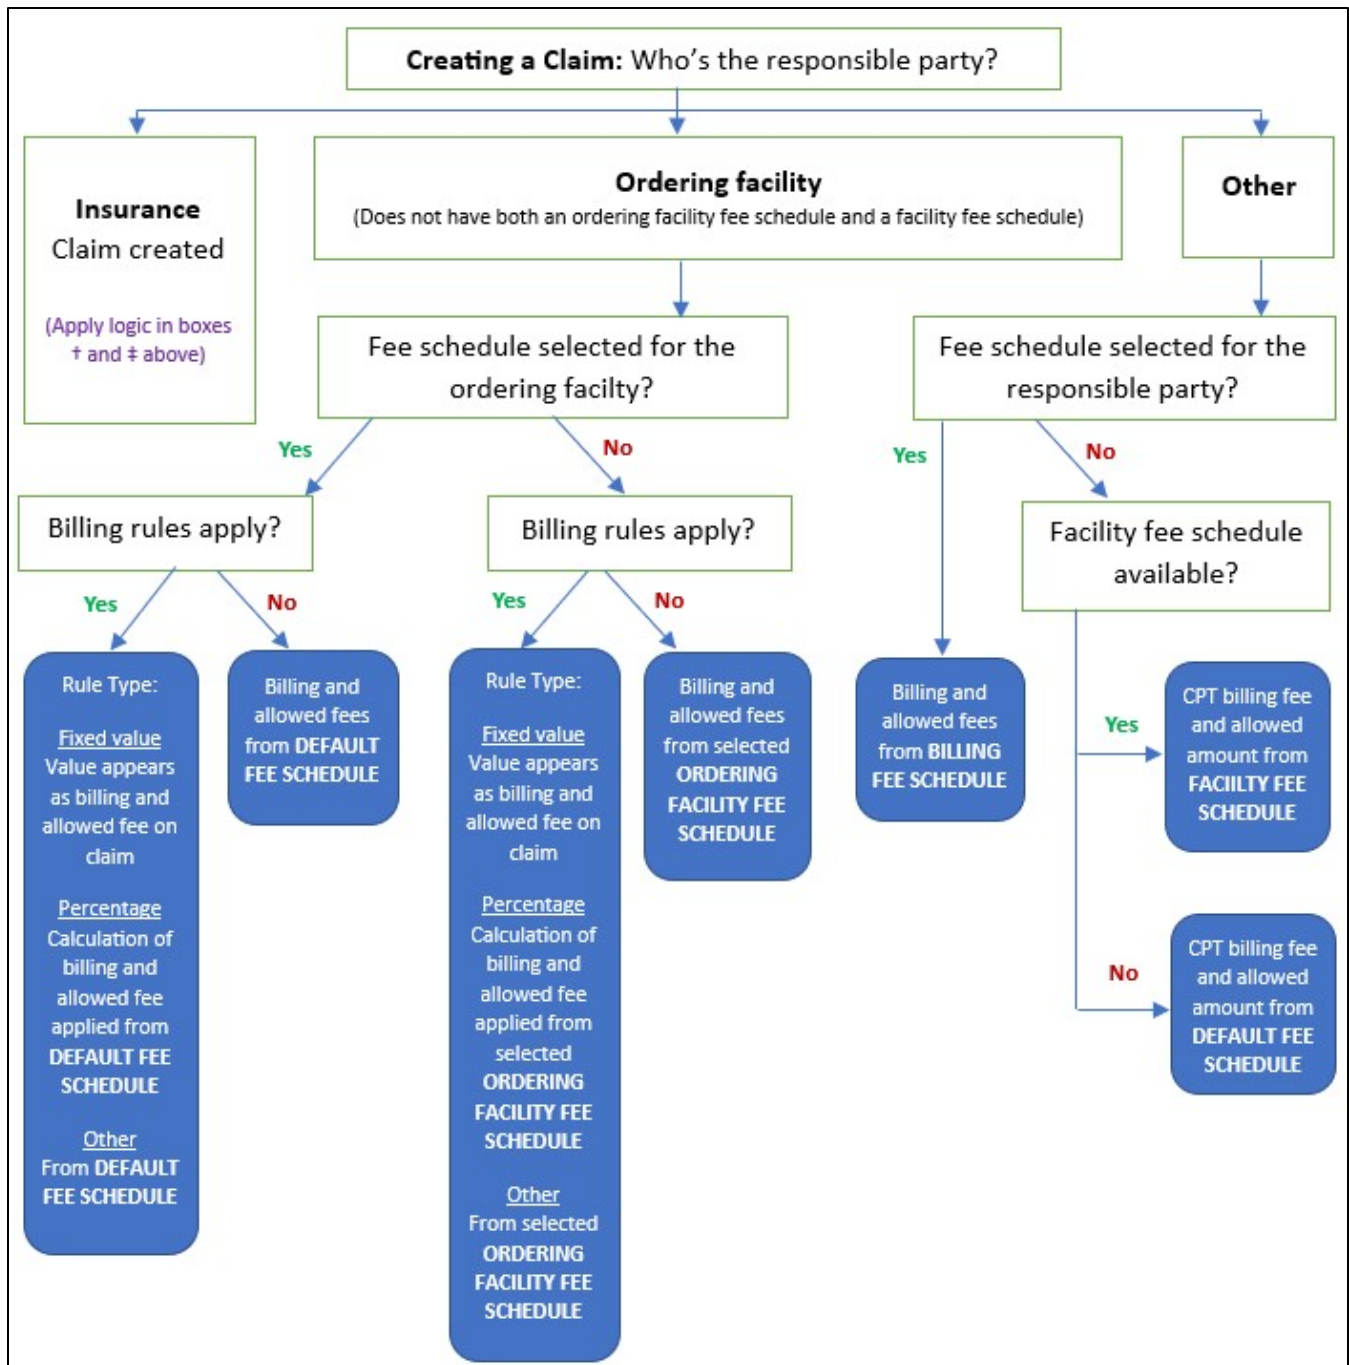 Creating a Claim: Who's the responsible party?
Insurance
Claim created
(Apply logic in boxes
† and ‡ above)
Ordering facility
(Does not have both an ordering facility fee schedule and a facility fee schedule)
Other
Fee schedule selected for the
ordering facilty?
Fee schedule selected for the
responsible party?
Yes
No
Yes
No
Billing rules apply?
Billing rules apply?
Facility fee schedule
available?
Yes
No
Yes
No
Rule Type:
Fixed value
Value appears
as billing and
allowed fee on
claim
Percentage
Calculation of
billing and
allowed fee
applied from
DEFAULT FEE
SCHEDULE
Other
From DEFAULT
FEE SCHEDULE
Billing and
allowed fees
from DEFAULT
FEE SCHEDULE
Rule Type:
Fixed value
Value appears
as billing and
allowed fee on
claim
Percentage
Calculation of
billing and
allowed fee
applied from
selected
ORDERING
FACILITY FEE
SCHEDULE
Other
From selected
ORDERING
FACILITY FEE
SCHEDULE
Billing and
allowed fees
from selected
ORDERING
FACILITY FEE
SCHEDULE
Billing and
allowed fees
from BILLING
FEE SCHEDULE
Yes
CPT billing fee
and allowed
amount from
FACIILTY FEE
SCHEDULE
No
CPT billing fee
and allowed
amount from
DEFAULT FEE
SCHEDULE